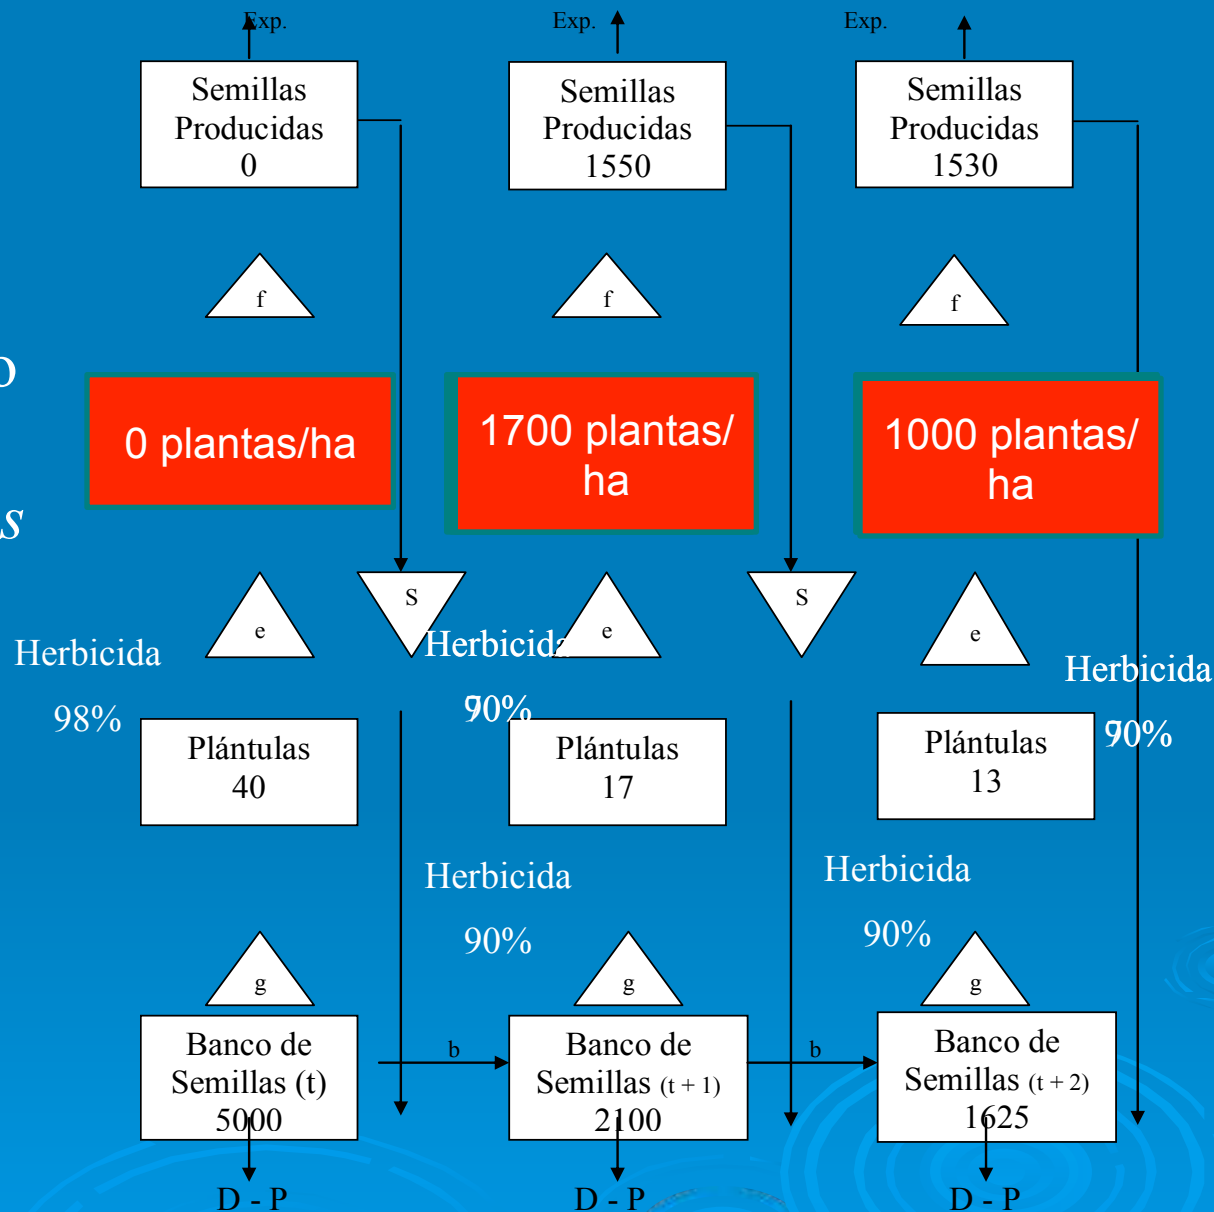 Exp.
Exp.
Exp.
Semillas
Producidas
0
Semillas
Producidas
1550
Semillas
Producidas
1530
f
f
f
o
s
0 plantas/ha
1700 plantas/
ha
1000 plantas/
ha
e
S
e
S
e
Herbicida
98%
Herbicida
90%
Herbicida
90%
Plántulas
40
Plántulas
17
Plántulas
13
Herbicida
90%
Herbicida
90%
g
g
g
Banco de
Semillas (t)
5000
b
Banco de
Semillas (t + 1)
2100
b
Banco de
Semillas (t + 2)
1625
D - P
D - P
D - P